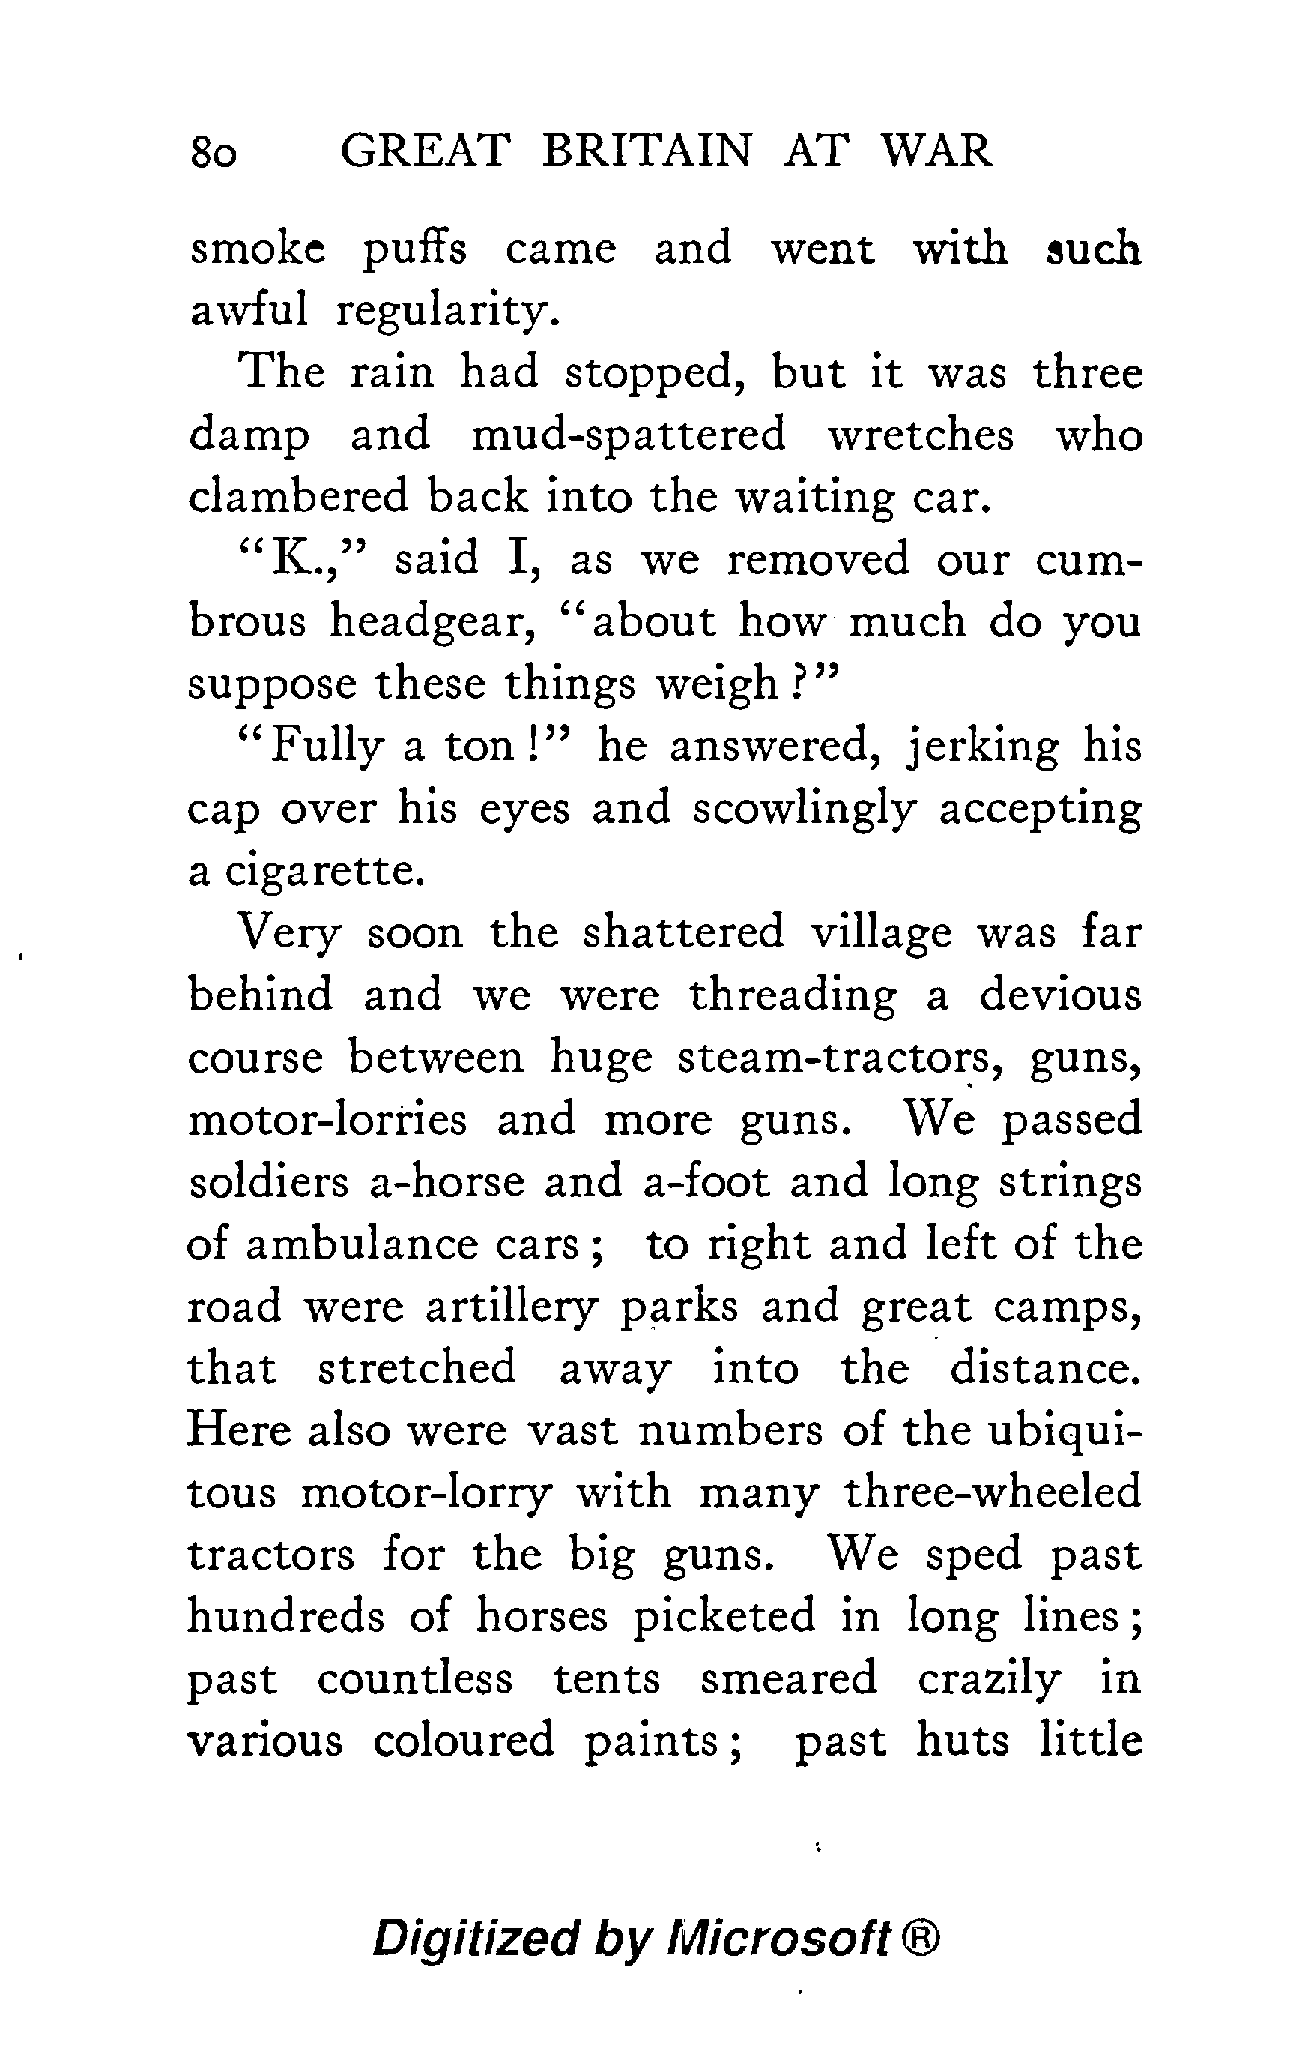 80 GREAT BRITAIN AT WAR
smoke puffs came and went with such
awful regularity.
The rain had stopped, but it was three
damp and mud-spattered wretches who
clambered back into the waiting car.
“K.,” said I, as we removed our cum-
brous headgear, “about how much do you
suppose these things weigh ?”
“Fully a ton !” he answered, jerking his
cap over his eyes and scowlingly accepting
a cigarette.
Very soon the shattered village was far
behind and we were threading a devious
course between huge steam-tractors, guns,
motor-lorries and more guns. We passed
soldiers a-horse and a-foot and long strings
of ambulance cars ; to right and left of the
road were artillery parks and great camps,
that stretched away into the distance.
Here also were vast numbers of the ubiqui-
tous motor-lorry with many three-wheeled
tractors for the big guns. We sped past
hundreds of horses picketed in long lines ;
past countless tents smeared crazily in
various coloured paints ; past huts little
Digitized by Microsoft ®